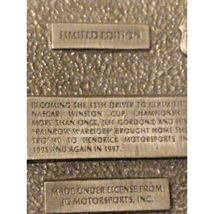 LIMITED EDITION
BECOMING THE 15TH DRIVER TO
NASCAR WINSTON CUP CHAMPIONSHIP
MORE THAN ONCE, JEFF GORDON AND HIS
"RAINBOW WARRIORS" BROUGHT HOME THE
TO HENDRICK MOTORSPORTS IN
1995 AND AGAIN IN 1997.
MADE UNDER LICENSE FROM
JG MOTORSPORTS, INC.